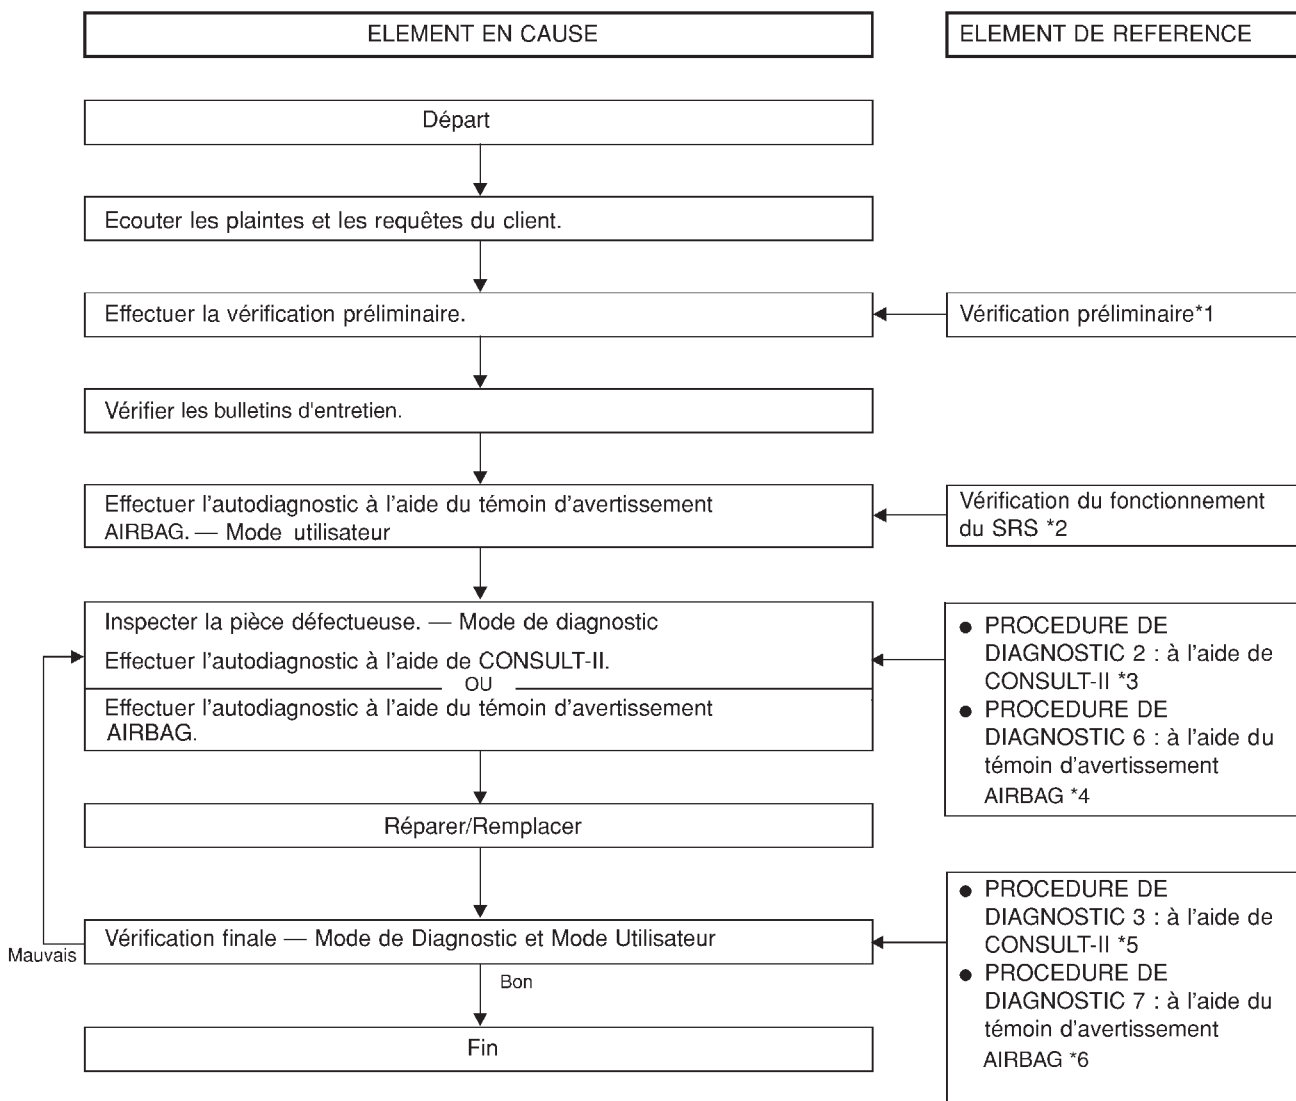 ELEMENT EN CAUSE
ELEMENT DE REFERENCE
Départ
Ecouter les plaintes et les requêtes du client.
Effectuer la vérification préliminaire.
Vérification préliminaire*1
Vérifier les bulletins d'entretien.
Effectuer l'autodiagnostic à l'aide du témoin d'avertissement
AIRBAG. — Mode utilisateur
Vérification du fonctionnement
du SRS *2
Inspecter la pièce défectueuse. — Mode de diagnostic
Effectuer l'autodiagnostic à l'aide de CONSULT-II.
OU
Effectuer l'autodiagnostic à l'aide du témoin d'avertissement
AIRBAG.
● PROCEDURE DE
DIAGNOSTIC 2 : à l'aide de
CONSULT-II *3
● PROCEDURE DE
DIAGNOSTIC 6 : à l'aide du
témoin d'avertissement
AIRBAG *4
Réparer/Remplacer
Vérification finale — Mode de Diagnostic et Mode Utilisateur
Mauvais
Bon
● PROCEDURE DE
DIAGNOSTIC 3 : à l'aide de
CONSULT-II *5
● PROCEDURE DE
DIAGNOSTIC 7 : à l'aide du
témoin d'avertissement
AIRBAG *6
Fin